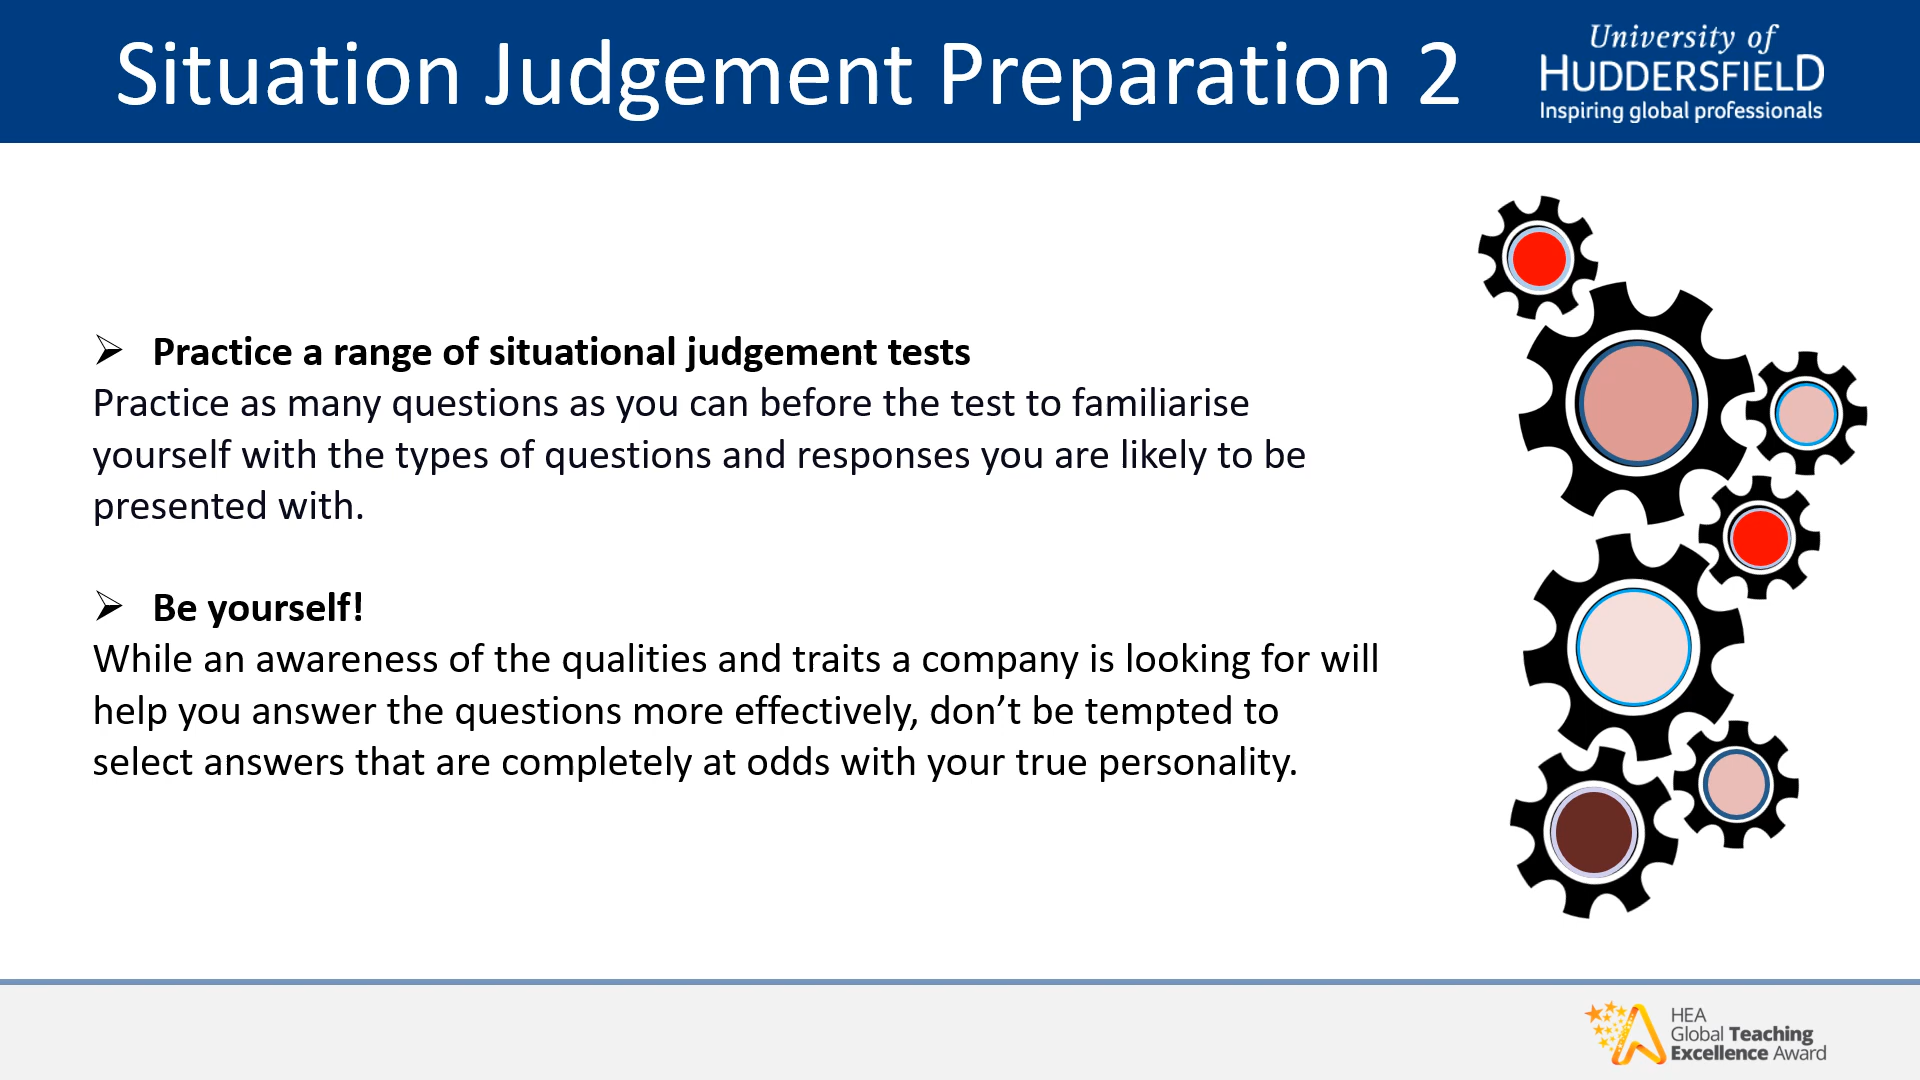 Situation Judgement Preparation 2
University of
HUDDERSFIELD
Inspiring global professionals
➢ Practice a range of situational judgement tests
Practice as many questions as you can before the test to familiarise
yourself with the types of questions and responses you are likely to be
presented with.
➢ Be yourself!
While an awareness of the qualities and traits a company is looking for will
help you answer the questions more effectively, don’t be tempted to
select answers that are completely at odds with your true personality.
HEA
Global Teaching
Excellence Award